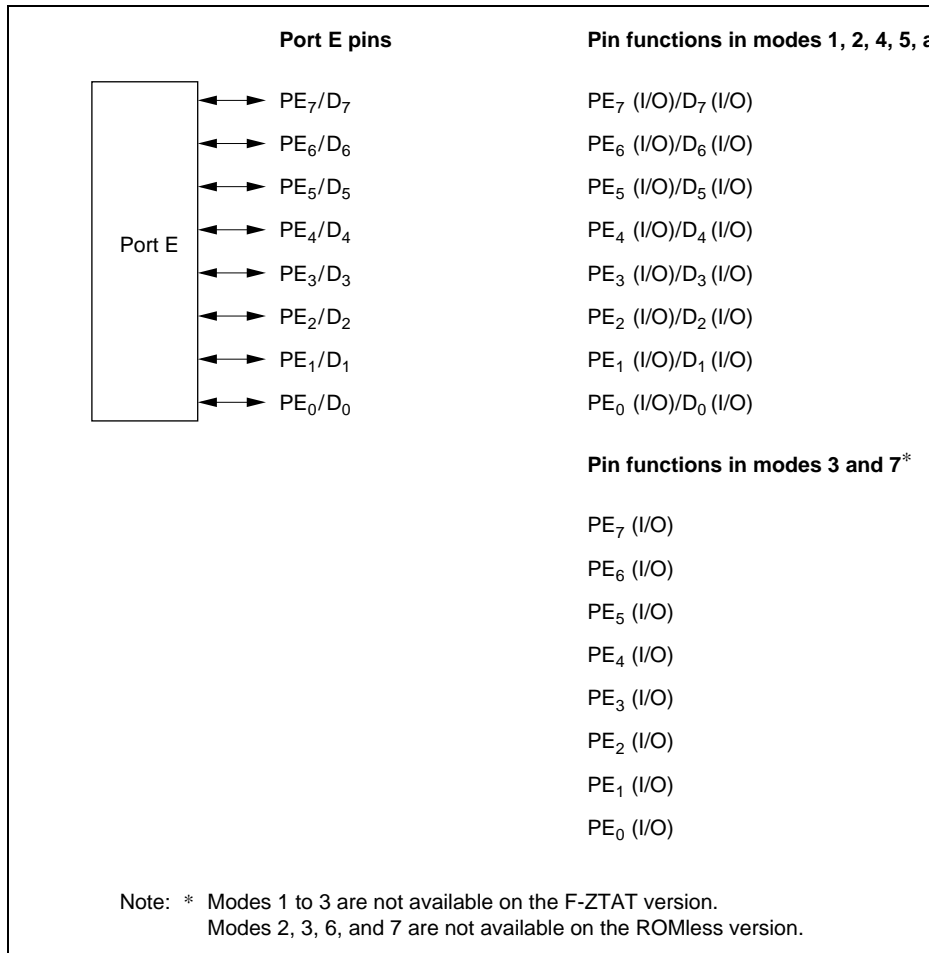 Port E pins Pin functions in modes 1, 2, 4, 5,
Port E
PE₇/D₇ PE₇ (I/O)/D₇ (I/O)
PE₆/D₆ PE₆ (I/O)/D₆ (I/O)
PE₅/D₅ PE₅ (I/O)/D₅ (I/O)
PE₄/D₄ PE₄ (I/O)/D₄ (I/O)
PE₃/D₃ PE₃ (I/O)/D₃ (I/O)
PE₂/D₂ PE₂ (I/O)/D₂ (I/O)
PE₁/D₁ PE₁ (I/O)/D₁ (I/O)
PE₀/D₀ PE₀ (I/O)/D₀ (I/O)
Pin functions in modes 3 and 7*
PE₇ (I/O)
PE₆ (I/O)
PE₅ (I/O)
PE₄ (I/O)
PE₃ (I/O)
PE₂ (I/O)
PE₁ (I/O)
PE₀ (I/O)
Note: * Modes 1 to 3 are not available on the F-ZTAT version.
Modes 2, 3, 6, and 7 are not available on the ROMless version.